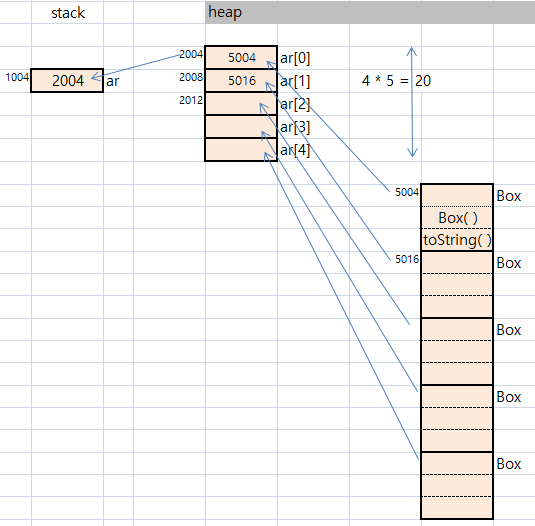 stack heap
2004 5004 ar[0]
1004 2004 ar 2008 5016 ar[1] 4 * 5 = 20
2012 ar[2]
ar[3]
ar[4]
5004 Box
Box( )
toString( )
5016 Box
Box
Box
Box